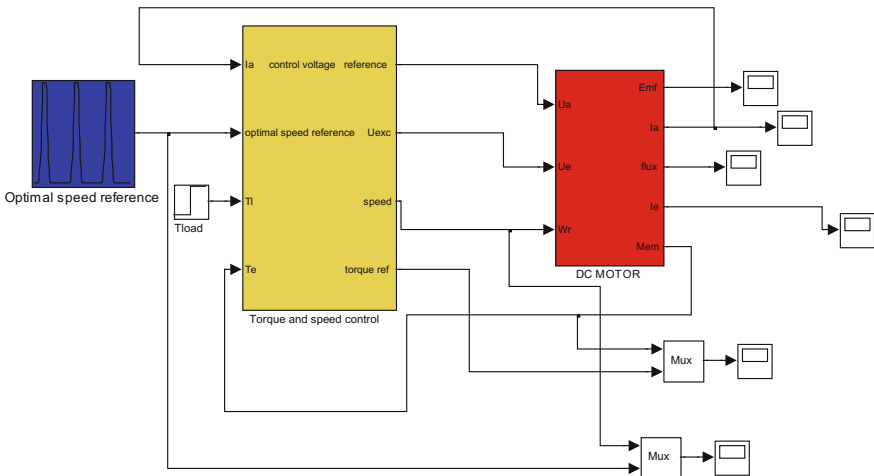 Ia control voltage reference
optimal speed reference Uexc
Tl speed
Te torque ref
Torque and speed control
Optimal speed reference
Tload
Ua
Ue
Wr
Emf
Ia
flux
Ie
Mem
DC MOTOR
Mux
Mux